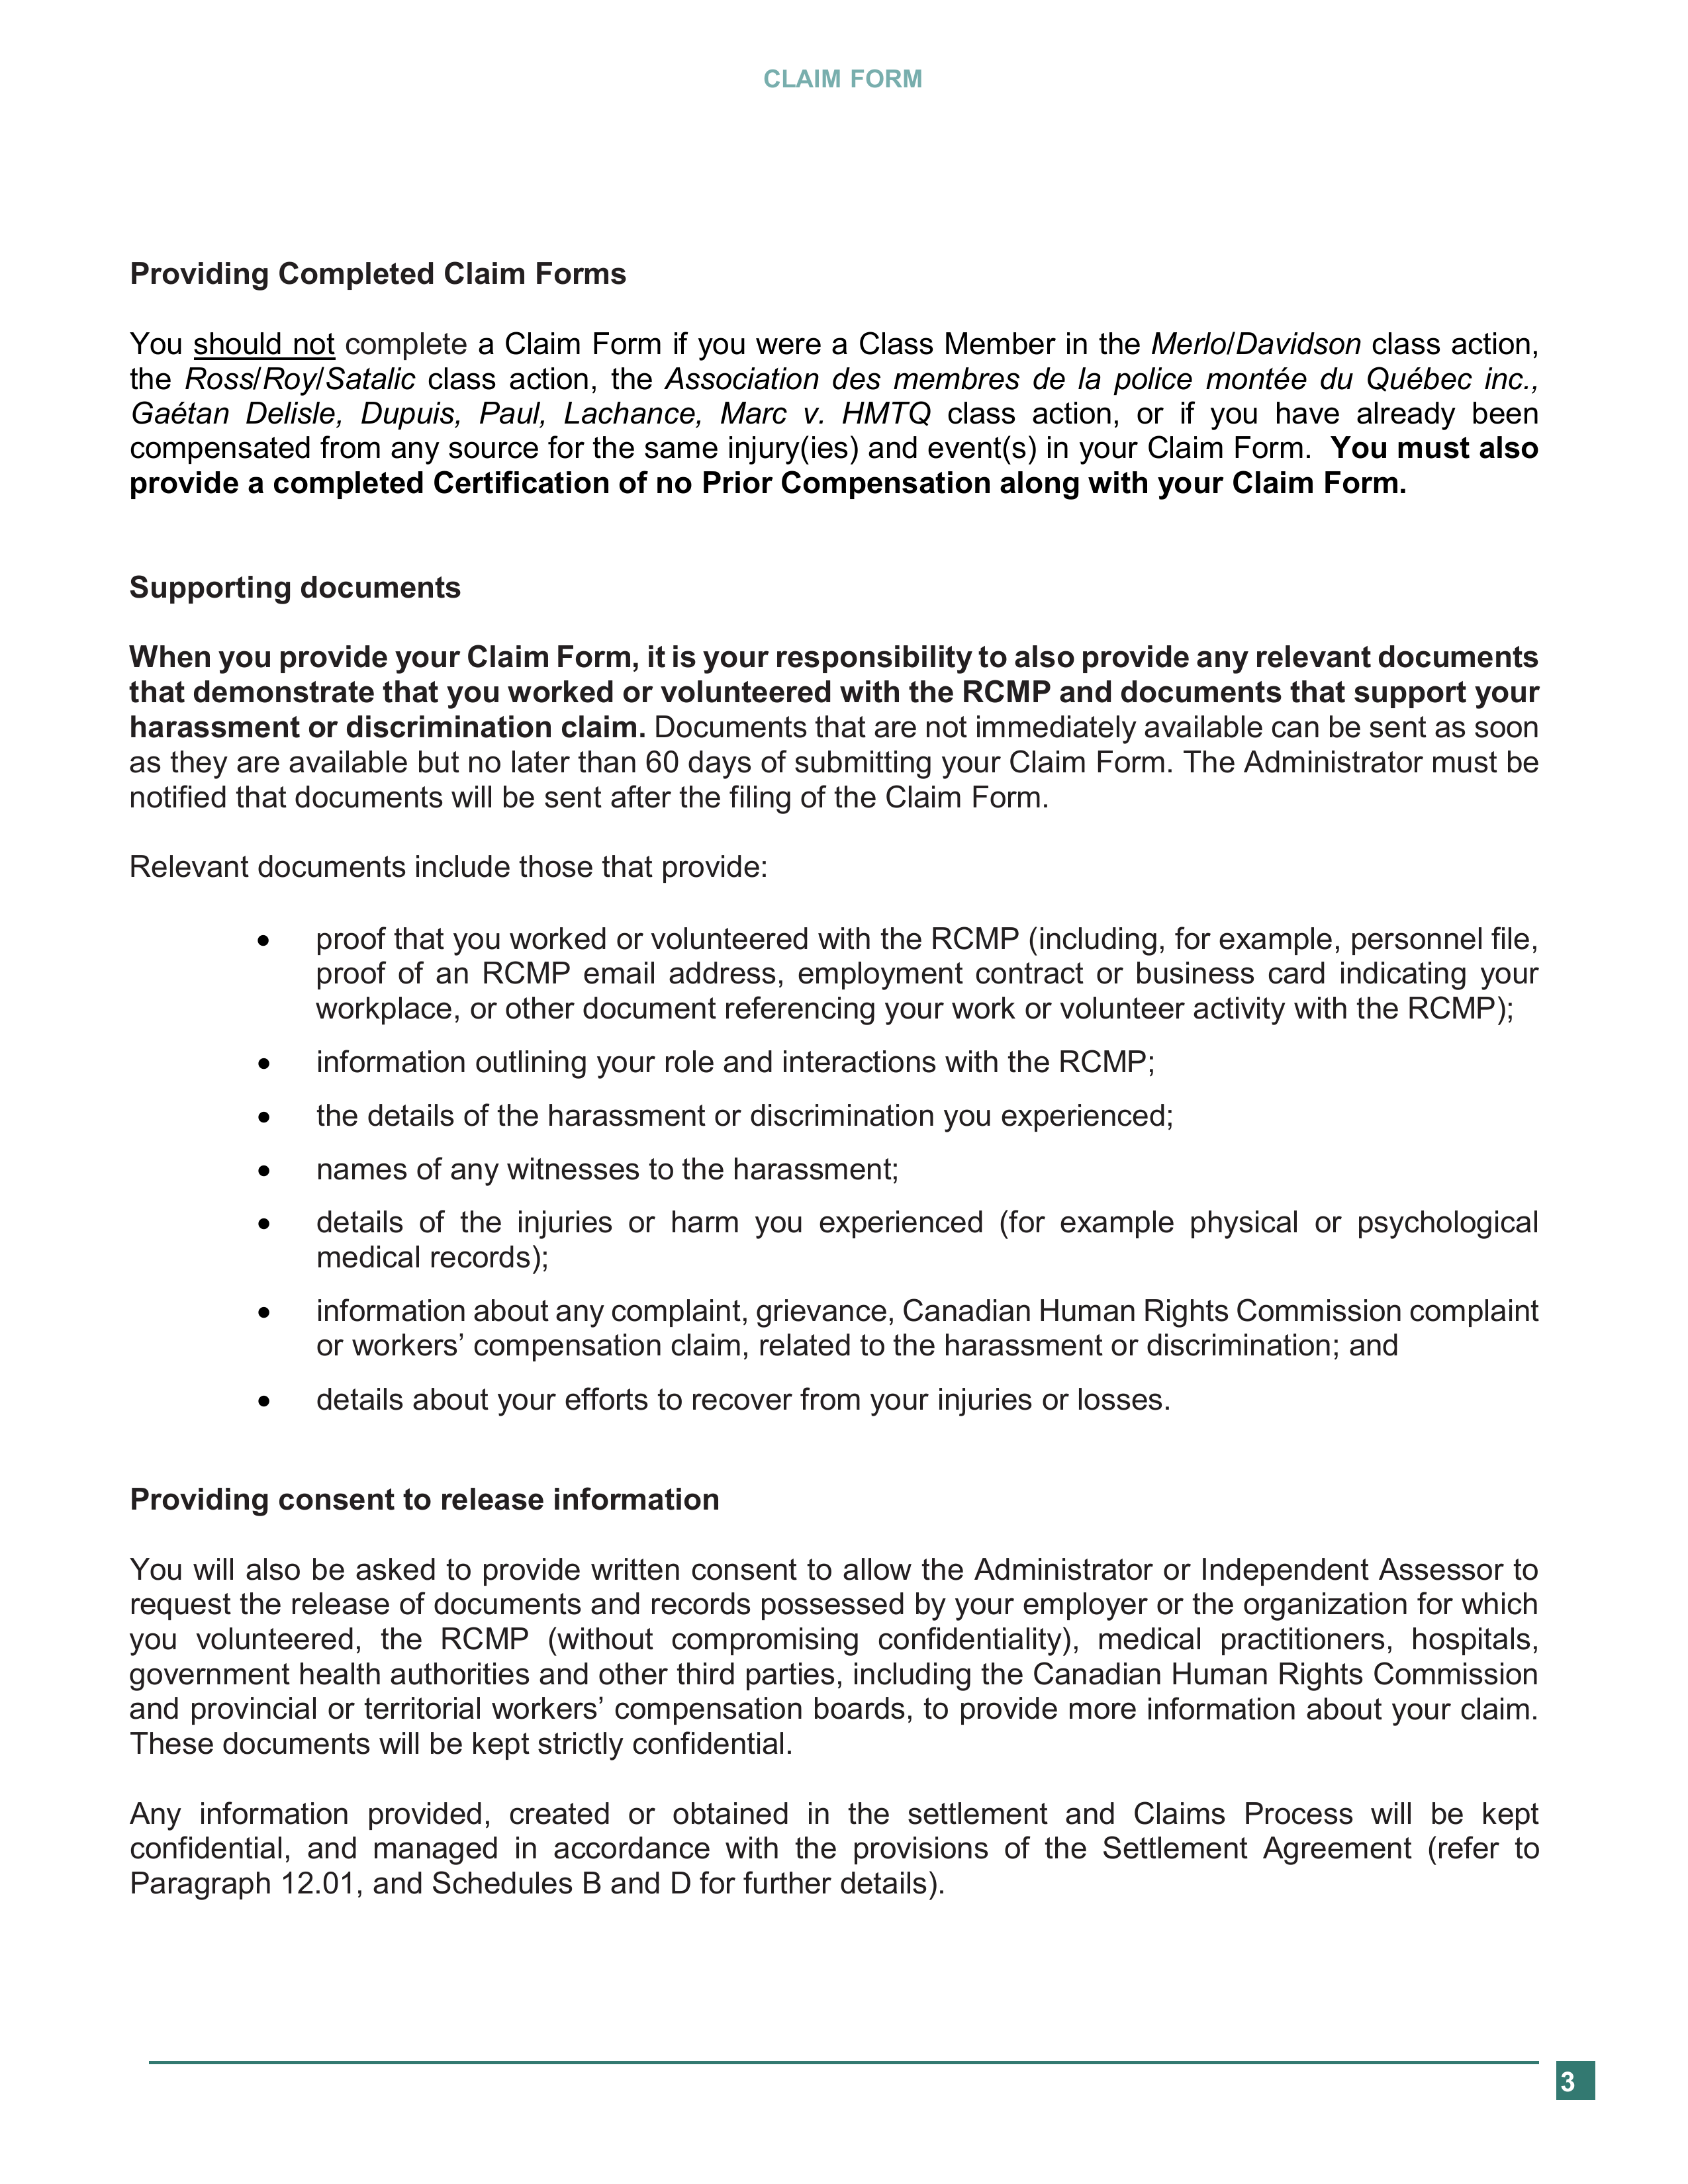 CLAIM FORM
Providing Completed Claim Forms
You should not complete a Claim Form if you were a Class Member in the Merlo/Davidson class action,
the Ross/Roy/Satalic class action, the Association des membres de la police montée du Québec inc.,
Gaétan Delisle, Dupuis, Paul, Lachance, Marc v. HMTQ class action, or if you have already been
compensated from any source for the same injury(ies) and event(s) in your Claim Form. You must also
provide a completed Certification of no Prior Compensation along with your Claim Form.
Supporting documents
When you provide your Claim Form, it is your responsibility to also provide any relevant documents
that demonstrate that you worked or volunteered with the RCMP and documents that support your
harassment or discrimination claim. Documents that are not immediately available can be sent as soon
as they are available but no later than 60 days of submitting your Claim Form. The Administrator must be
notified that documents will be sent after the filing of the Claim Form.
Relevant documents include those that provide:
• proof that you worked or volunteered with the RCMP (including, for example, personnel file,
proof of an RCMP email address, employment contract or business card indicating your
workplace, or other document referencing your work or volunteer activity with the RCMP);
• information outlining your role and interactions with the RCMP;
• the details of the harassment or discrimination you experienced;
• names of any witnesses to the harassment;
• details of the injuries or harm you experienced (for example physical or psychological
medical records);
• information about any complaint, grievance, Canadian Human Rights Commission complaint
or workers’ compensation claim, related to the harassment or discrimination; and
• details about your efforts to recover from your injuries or losses.
Providing consent to release information
You will also be asked to provide written consent to allow the Administrator or Independent Assessor to
request the release of documents and records possessed by your employer or the organization for which
you volunteered, the RCMP (without compromising confidentiality), medical practitioners, hospitals,
government health authorities and other third parties, including the Canadian Human Rights Commission
and provincial or territorial workers’ compensation boards, to provide more information about your claim.
These documents will be kept strictly confidential.
Any information provided, created or obtained in the settlement and Claims Process will be kept
confidential, and managed in accordance with the provisions of the Settlement Agreement (refer to
Paragraph 12.01, and Schedules B and D for further details).
3